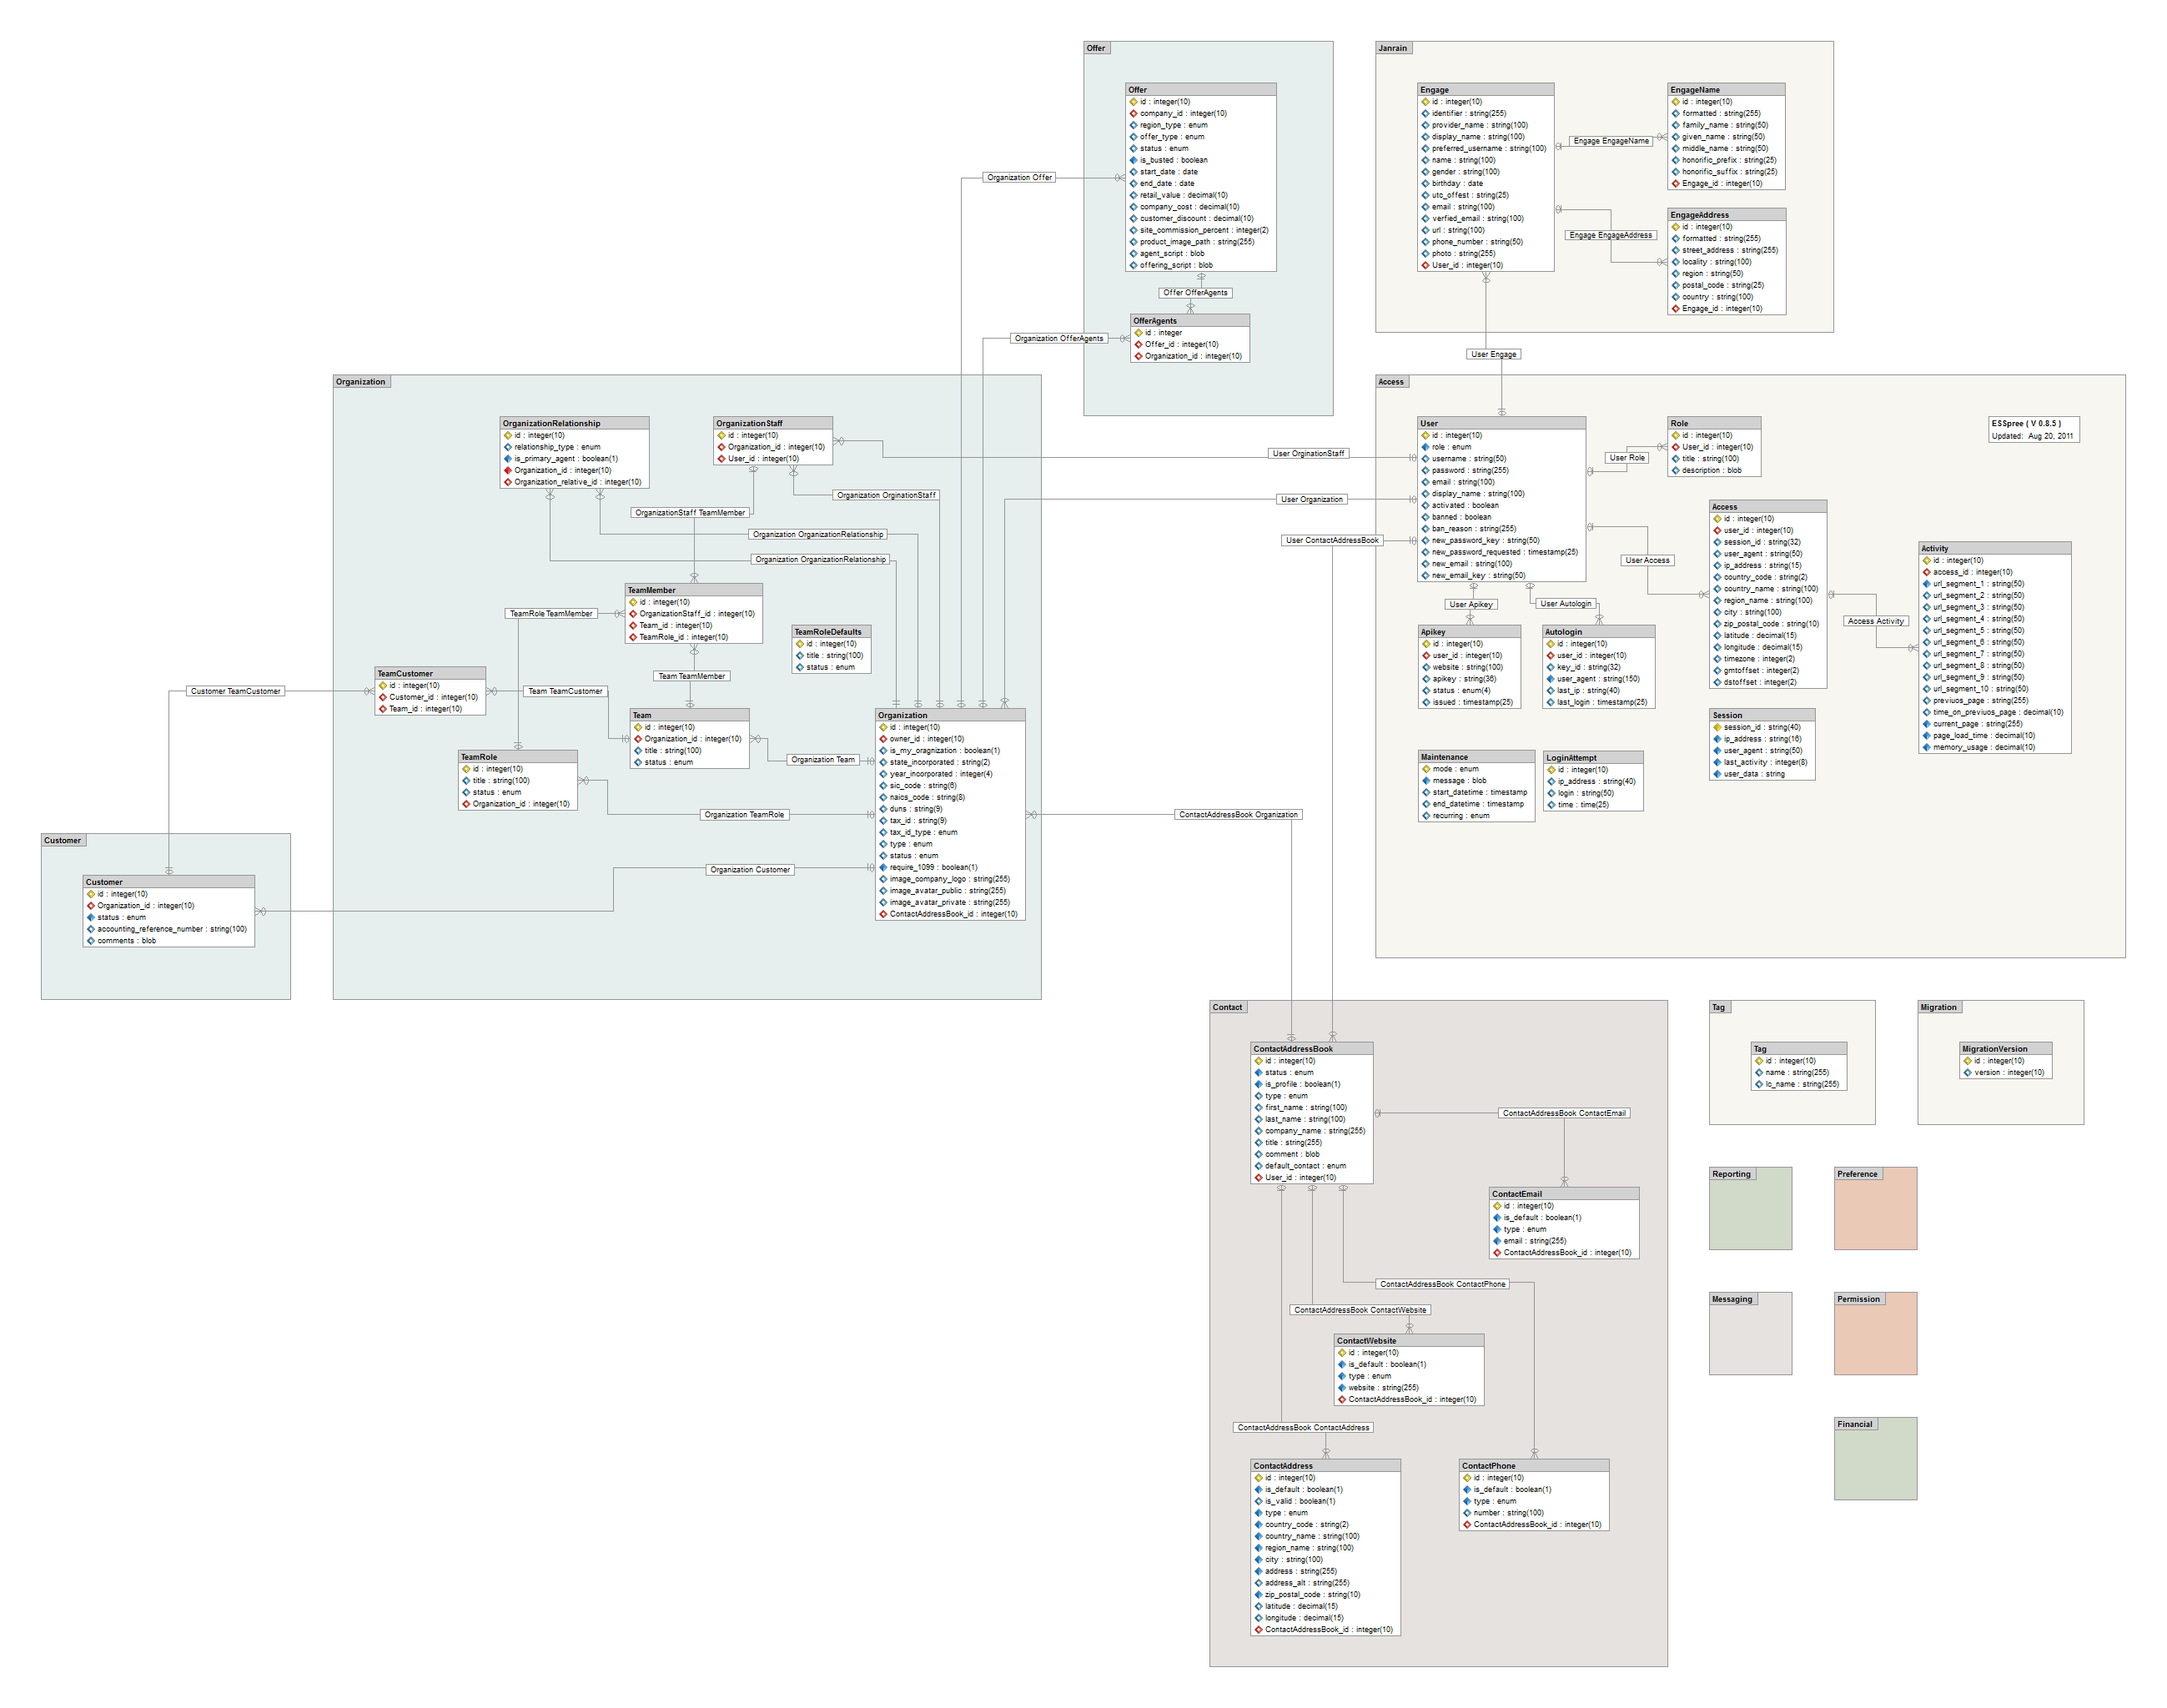 Offer
Offer
id : integer(10)
company_id : integer(10)
region_type : enum
offer_type : enum
status : enum
is_busted : boolean
start_date : date
end_date : date
retail_value : decimal(10)
company_cost : decimal(10)
customer_discount : decimal(10)
site_commission_percent : integer(2)
product_image_path : string(255)
agent_script : blob
offering_script : blob
Organization Offer
Offer OfferAgents
OfferAgents
id : integer
Offer_id : integer(10)
Organization_id : integer(10)
Organization OfferAgents
Janrain
Engage
id : integer(10)
identifier : string(255)
provider_name : string(100)
display_name : string(100)
preferred_username : string(100)
name : string(100)
gender : string(100)
birthday : date
utc_offest : string(25)
email : string(100)
verfied_email : string(100)
url : string(100)
phone_number : string(50)
photo : string(255)
User_id : integer(10)
Engage EngageName
EngageName
id : integer(10)
formatted : string(255)
family_name : string(50)
given_name : string(50)
middle_name : string(50)
honorific_prefix : string(25)
honorific_suffix : string(25)
Engage_id : integer(10)
Engage EngageAddress
EngageAddress
id : integer(10)
formatted : string(255)
street_address : string(255)
locality : string(100)
region : string(50)
postal_code : string(25)
country : string(100)
Engage_id : integer(10)
User Engage
Organization
OrganizationRelationship
id : integer(10)
relationship_type : enum
is_primary_agent : boolean(1)
Organization_id : integer(10)
Organization_relative_id : integer(10)
OrganizationStaff
id : integer(10)
Organization_id : integer(10)
User_id : integer(10)
Organization OrginationStaff
OrganizationStaff TeamMember
Organization OrganizationRelationship
Organization OrganizationRelationship
TeamMember
id : integer(10)
OrganizationStaff_id : integer(10)
Team_id : integer(10)
TeamRole_id : integer(10)
TeamRole TeamMember
TeamRoleDefaults
id : integer(10)
title : string(100)
status : enum
Team TeamMember
TeamCustomer
id : integer(10)
Customer_id : integer(10)
Team_id : integer(10)
Customer TeamCustomer
Team TeamCustomer
Team
id : integer(10)
Organization_id : integer(10)
title : string(100)
status : enum
Organization Team
TeamRole
id : integer(10)
title : string(100)
status : enum
Organization_id : integer(10)
Organization TeamRole
Organization Customer
Organization
id : integer(10)
owner_id : integer(10)
is_my_oragnization : boolean(1)
state_incorporated : string(2)
year_incorporated : integer(4)
sic_code : string(6)
naics_code : string(8)
duns : string(9)
tax_id : string(9)
tax_id_type : enum
type : enum
status : enum
require_1099 : boolean(1)
image_company_logo : string(255)
image_avatar_public : string(255)
image_avatar_private : string(255)
ContactAddressBook_id : integer(10)
Customer
Customer
id : integer(10)
Organization_id : integer(10)
status : enum
accounting_reference_number : string(100)
comments : blob
User OrginationStaff
User Organization
User ContactAddressBook
ContactAddressBook Organization
Access
ESSpree ( V 0.8.5 )
Updated: Aug 20, 2011
User
id : integer(10)
role : enum
username : string(50)
password : string(255)
email : string(100)
display_name : string(100)
activated : boolean
banned : boolean
ban_reason : string(255)
new_password_key : string(50)
new_password_requested : timestamp(25)
new_email : string(100)
new_email_key : string(50)
User Role
Role
id : integer(10)
User_id : integer(10)
title : string(100)
description : blob
User Access
Access
id : integer(10)
user_id : integer(10)
session_id : string(32)
user_agent : string(50)
ip_address : string(15)
country_code : string(2)
country_name : string(100)
region_name : string(100)
city : string(100)
zip_postal_code : string(10)
latitude : decimal(15)
longitude : decimal(15)
timezone : integer(2)
gmtoffset : integer(2)
dstoffset : integer(2)
Access Activity
Activity
id : integer(10)
access_id : integer(10)
url_segment_1 : string(50)
url_segment_2 : string(50)
url_segment_3 : string(50)
url_segment_4 : string(50)
url_segment_5 : string(50)
url_segment_6 : string(50)
url_segment_7 : string(50)
url_segment_8 : string(50)
url_segment_9 : string(50)
url_segment_10 : string(50)
previuos_page : string(255)
time_on_previuos_page : decimal(10)
current_page : string(255)
page_load_time : decimal(10)
memory_usage : decimal(10)
User Apikey
User Autologin
Apikey
id : integer(10)
user_id : integer(10)
website : string(100)
apikey : string(36)
status : enum(4)
issued : timestamp(25)
Autologin
id : integer(10)
user_id : integer(10)
key_id : string(32)
user_agent : string(150)
last_ip : string(40)
last_login : timestamp(25)
Session
session_id : string(40)
ip_address : string(16)
user_agent : string(50)
last_activity : integer(8)
user_data : string
Maintenance
mode : enum
message : blob
start_datetime : timestamp
end_datetime : timestamp
recurring : enum
LoginAttempt
id : integer(10)
ip_address : string(40)
login : string(50)
time : time(25)
Contact
ContactAddressBook
id : integer(10)
status : enum
is_profile : boolean(1)
type : enum
first_name : string(100)
last_name : string(100)
company_name : string(255)
title : string(255)
comment : blob
default_contact : enum
User_id : integer(10)
ContactAddressBook ContactEmail
ContactEmail
id : integer(10)
is_default : boolean(1)
type : enum
email : string(255)
ContactAddressBook_id : integer(10)
ContactAddressBook ContactPhone
ContactAddressBook ContactWebsite
ContactWebsite
id : integer(10)
is_default : boolean(1)
type : enum
website : string(255)
ContactAddressBook_id : integer(10)
ContactAddressBook ContactAddress
ContactAddress
id : integer(10)
is_default : boolean(1)
is_valid : boolean(1)
type : enum
country_code : string(2)
country_name : string(100)
region_name : string(100)
city : string(100)
address : string(255)
address_alt : string(255)
zip_postal_code : string(10)
latitude : decimal(15)
longitude : decimal(15)
ContactAddressBook_id : integer(10)
ContactPhone
id : integer(10)
is_default : boolean(1)
type : enum
number : string(100)
ContactAddressBook_id : integer(10)
Tag
Tag
id : integer(10)
name : string(255)
lc_name : string(255)
Migration
MigrationVersion
id : integer(10)
version : integer(10)
Reporting
Preference
Messaging
Permission
Financial